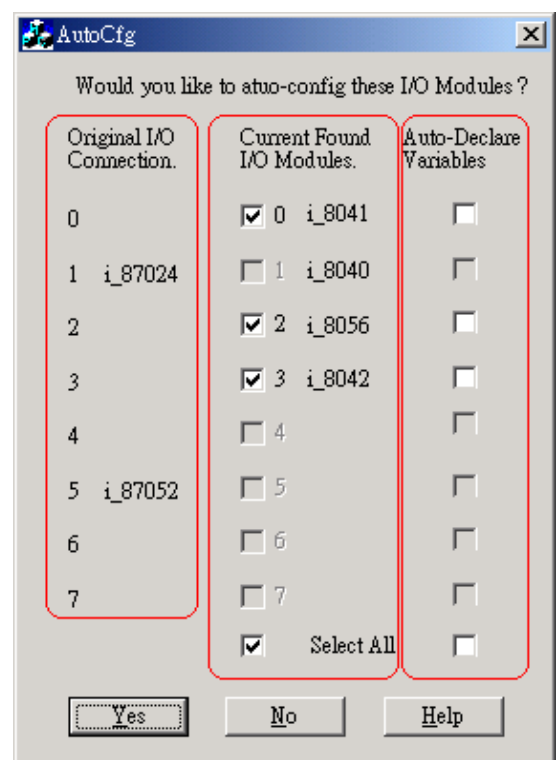 AutoCfg
Would you like to atuo-config these I/O Modules ?
Original I/O Connection.
Current Found I/O Modules.
Auto-Declare Variables
0
0 i_8041
1 i_87024
1 i_8040
2
2 i_8056
3
3 i_8042
4
4
5 i_87052
5
6
6
7
7
Select All
Yes
No
Help